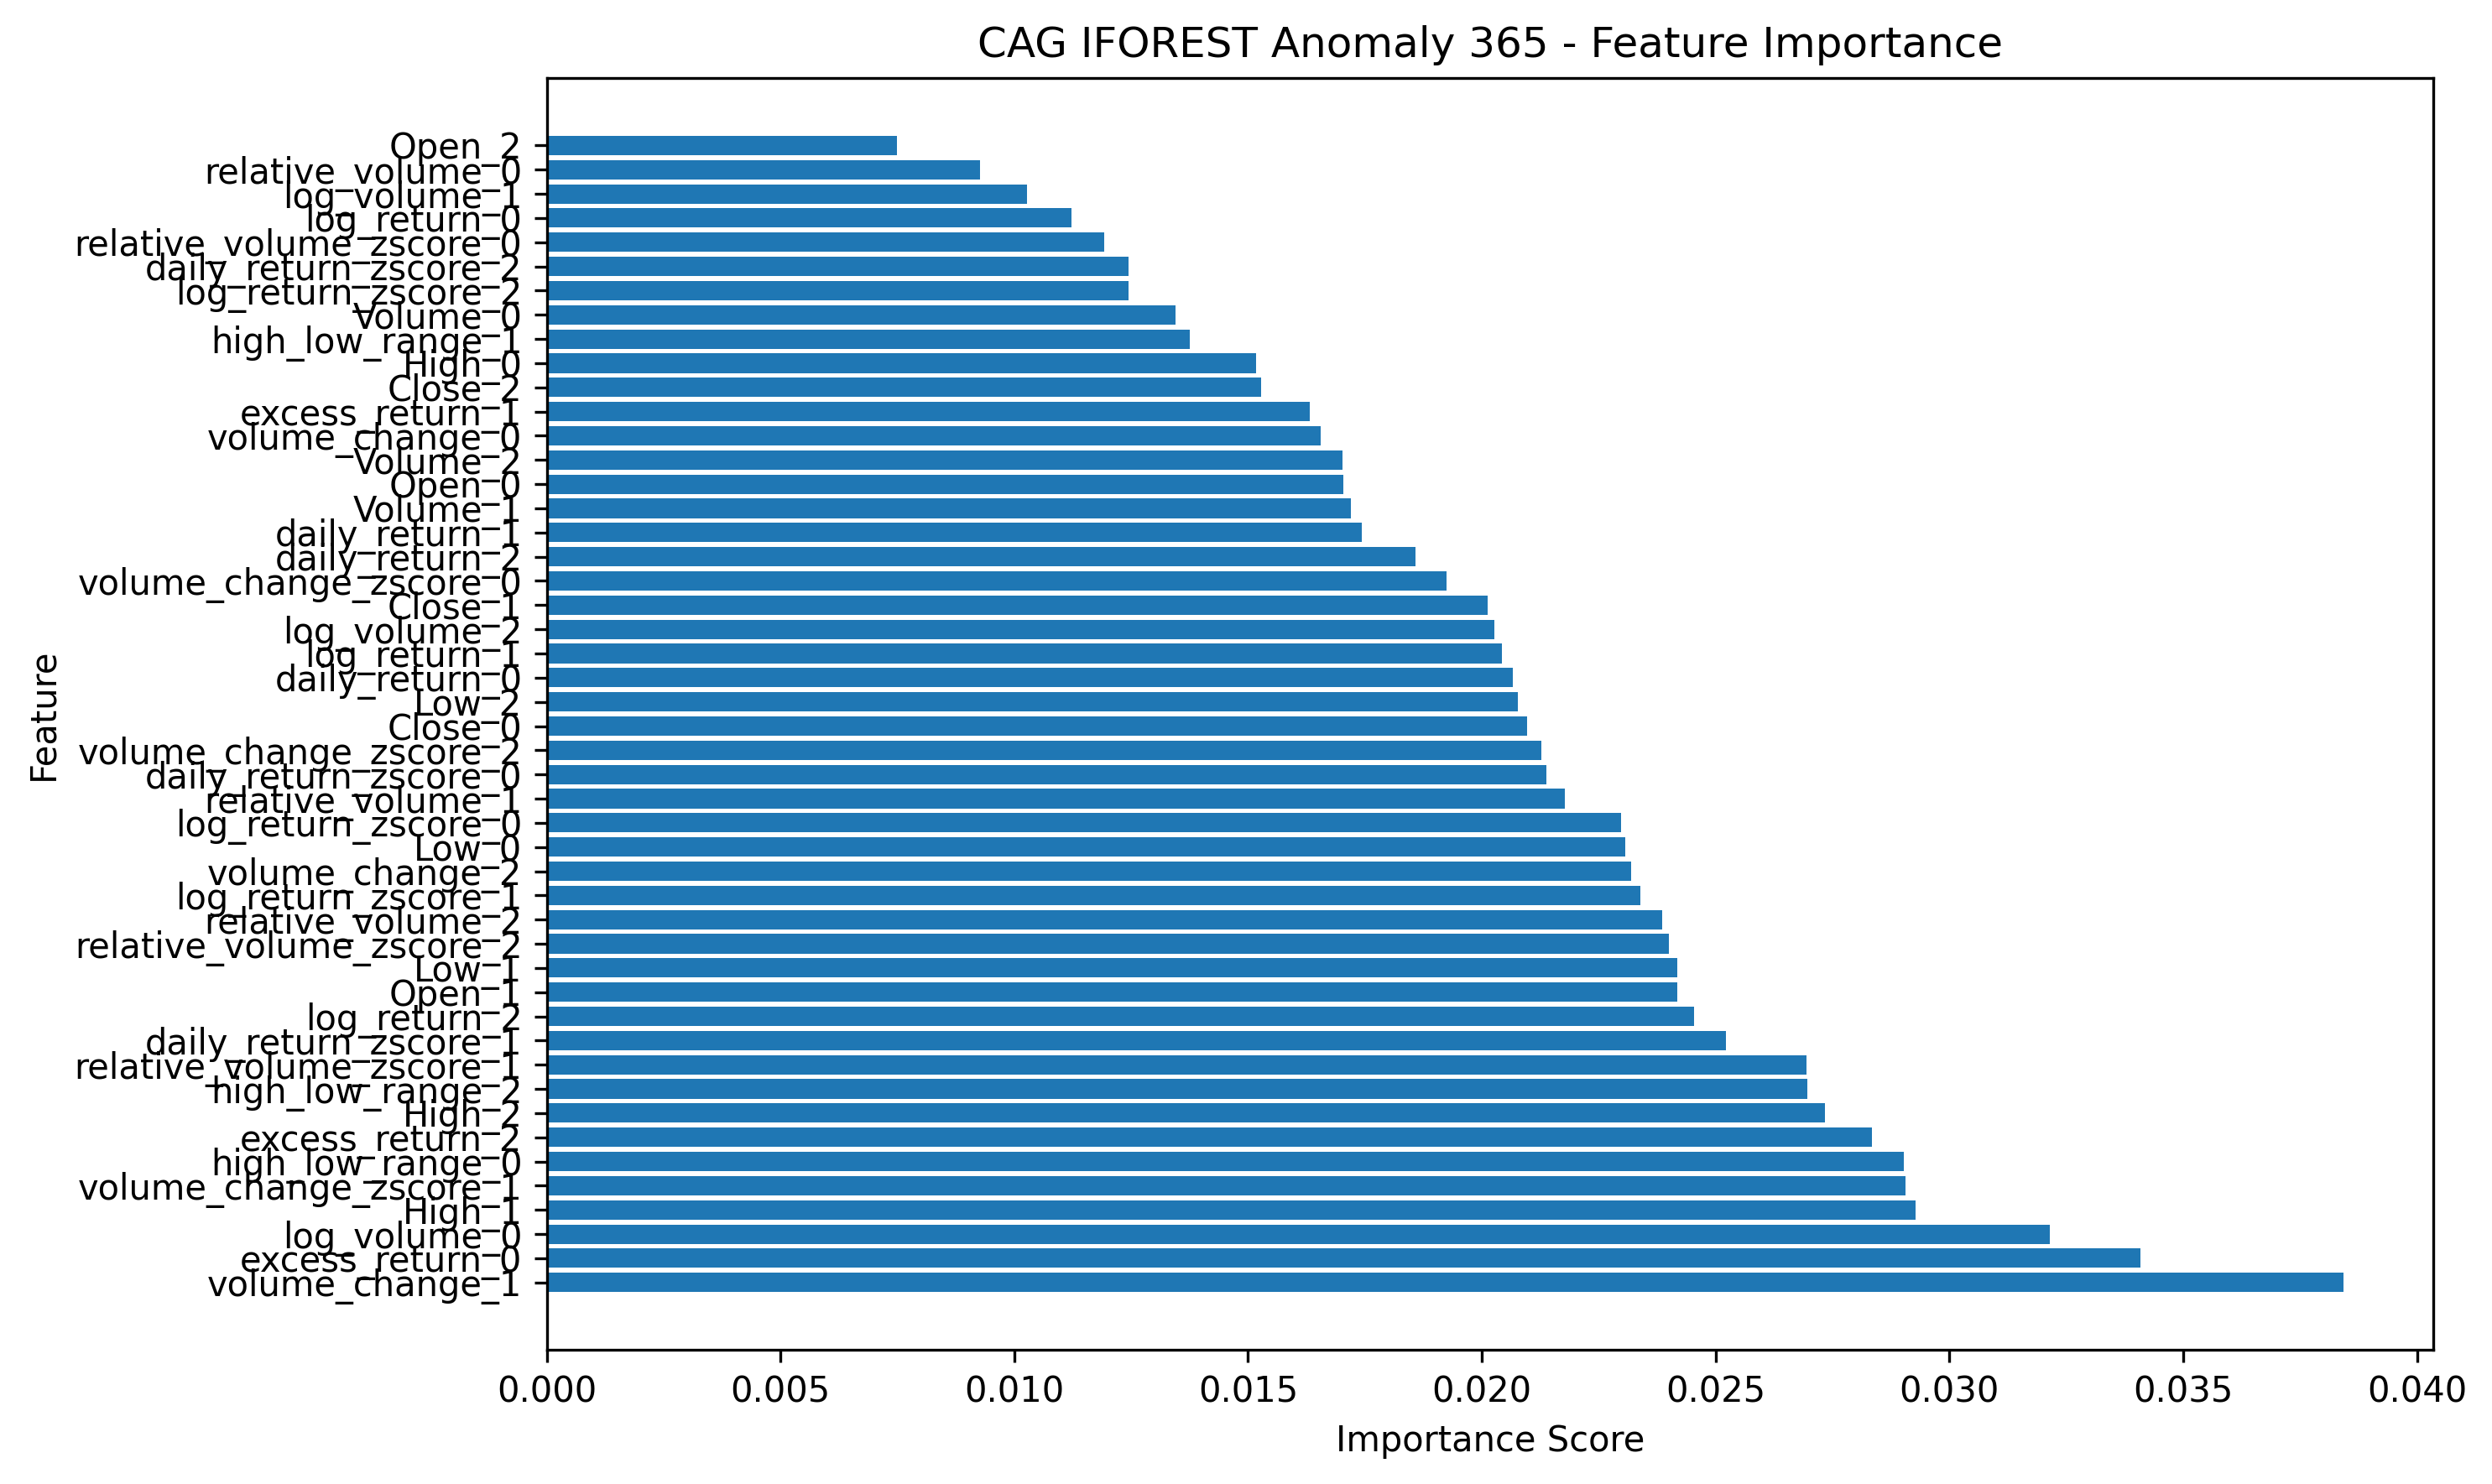 CAG IFOREST Anomaly 365 - Feature Importance
Open_2
relative_volume_0
log_volume_1
log_return_0
relative_volume_zscore_0
daily_return_zscore_2
log_return_zscore_2
Volume_0
high_low_range_1
High_0
Close_2
excess_return_1
volume_change_0
Volume_2
Open_0
Volume_1
daily_return_1
daily_return_2
volume_change_zscore_0
Close_1
log_volume_2
log_return_1
daily_return_0
Low_2
Close_0
volume_change_zscore_2
daily_return_zscore_0
relative_volume_1
log_return_zscore_0
Low_0
volume_change_2
log_return_zscore_1
relative_volume_2
relative_volume_zscore_2
Low_1
Open_1
log_return_2
daily_return_zscore_1
relative_volume_zscore_1
high_low_range_2
High_2
excess_return_2
high_low_range_0
volume_change_zscore_1
High_1
log_volume_0
excess_return_0
volume_change_1
Feature
0.000 0.005 0.010 0.015 0.020 0.025 0.030 0.035 0.040
Importance Score